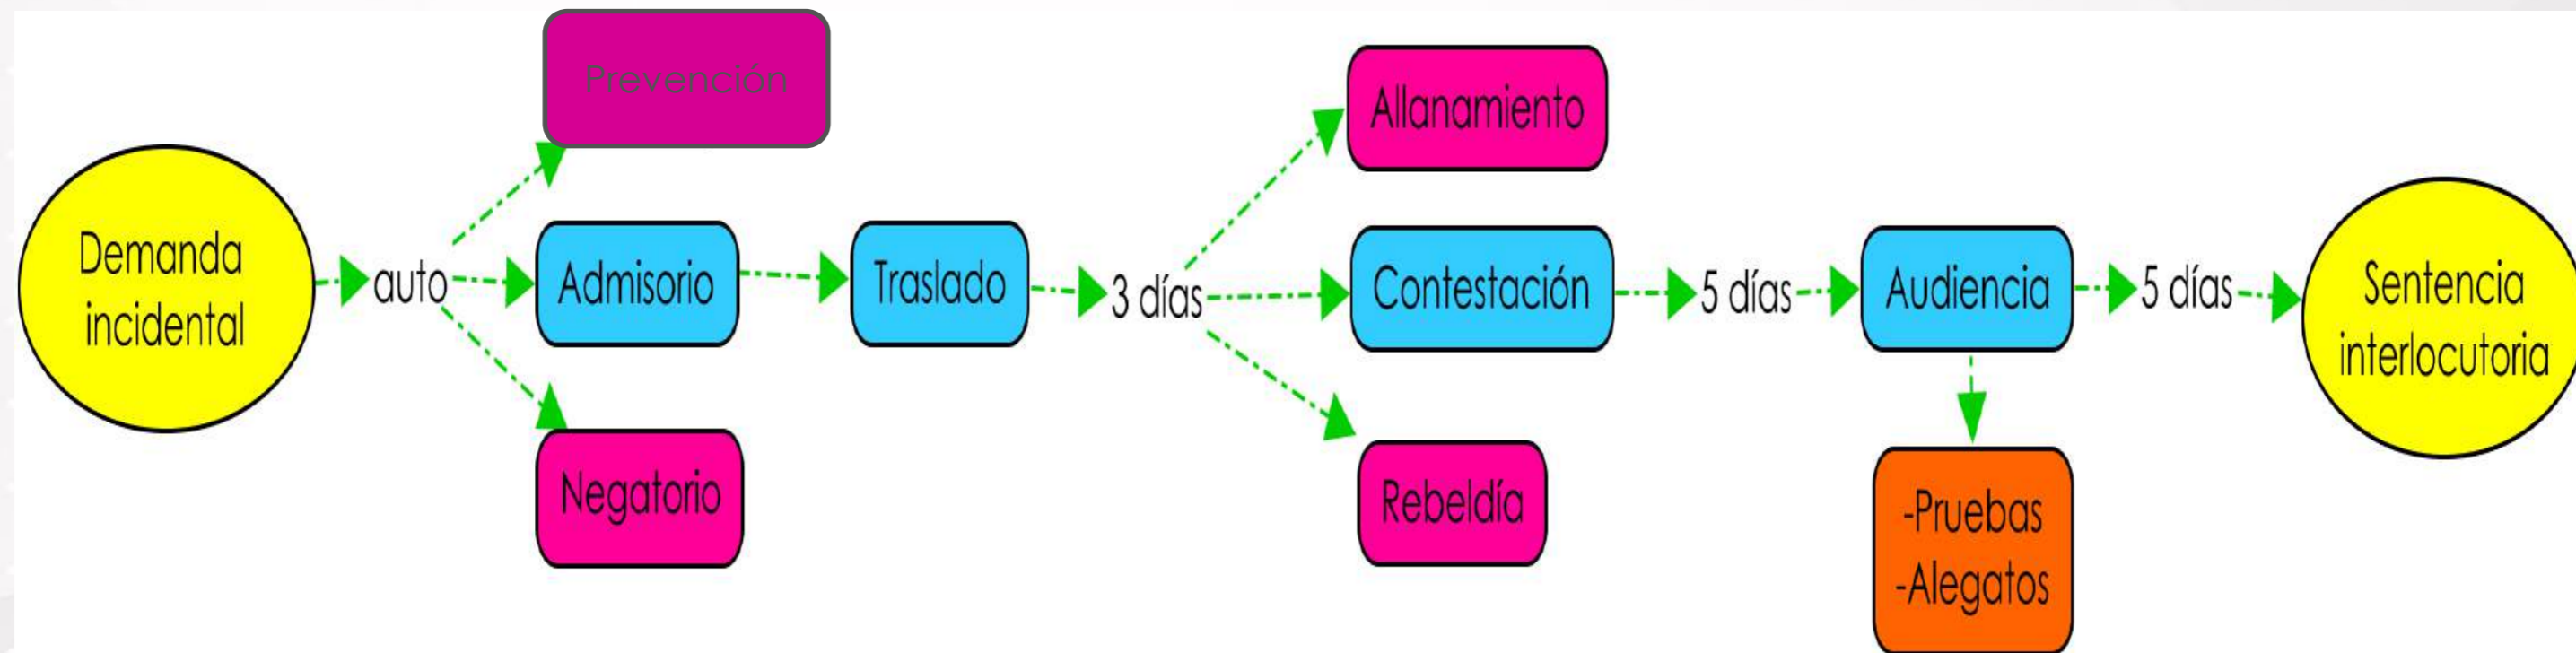 Prevención
Demanda
incidental
auto
Admisorio
Negatorio
Traslado
3 días
Allanamiento
Contestación
Rebeldía
5 días
Audiencia
-Pruebas
-Alegatos
5 días
Sentencia
interlocutoria